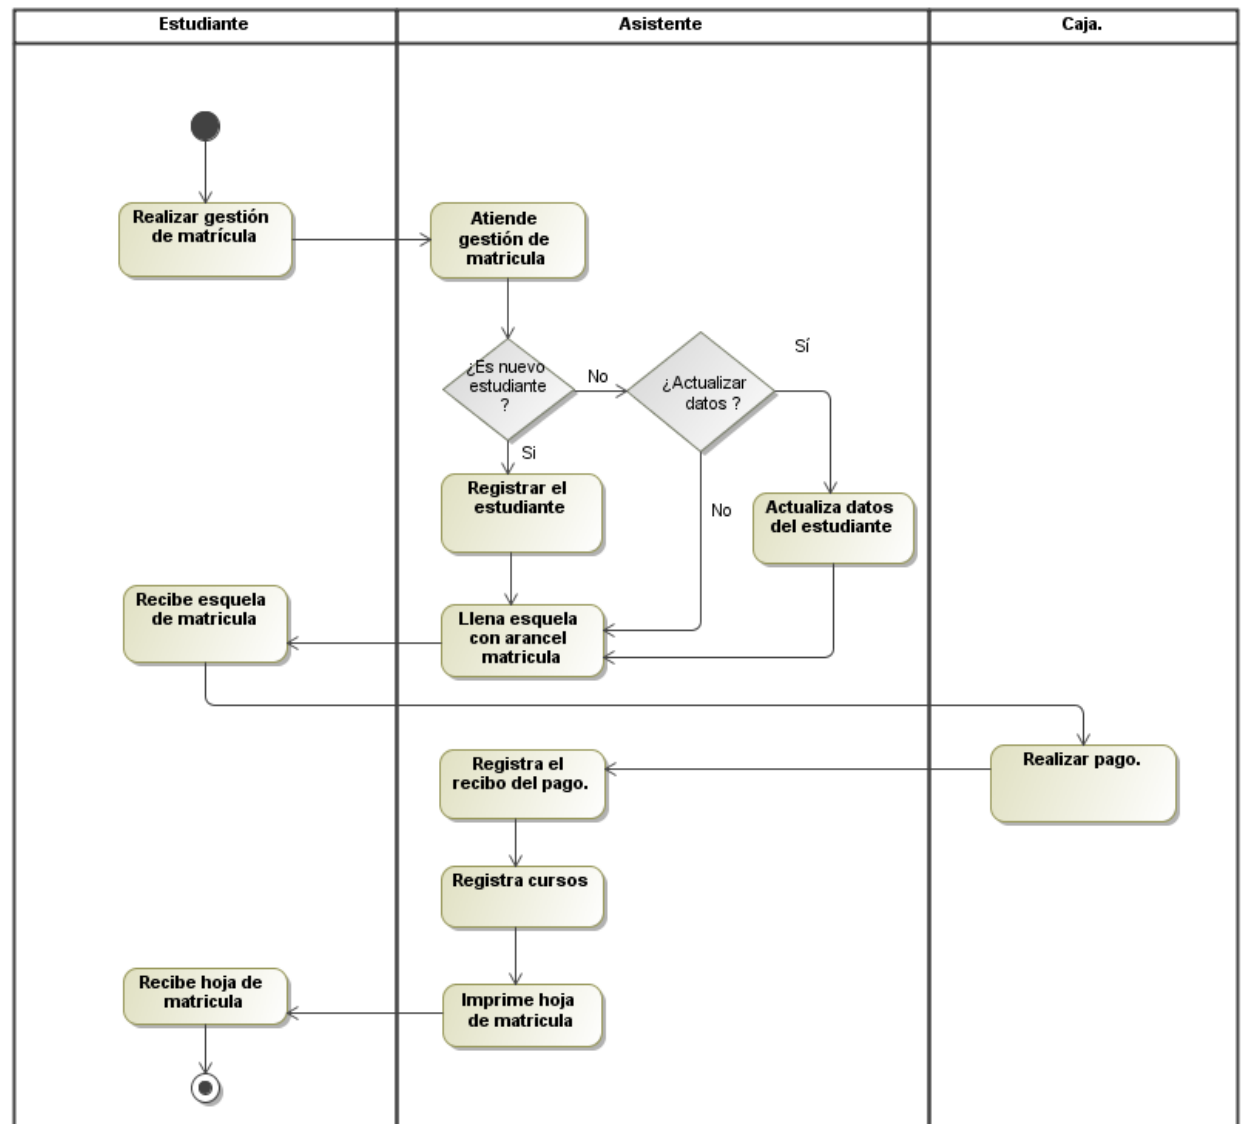 Estudiante
Asistente
Caja.
Realizar gestión
de matrícula
Atiende
gestión de
matricula
¿Es nuevo
estudiante
?
No
¿Actualizar
datos ?
Sí
Si
Registrar el
estudiante
No
Actualiza datos
del estudiante
Recibe esquela
de matricula
Llena esquela
con arancel
matricula
Registra el
recibo del pago.
Realizar pago.
Registra cursos
Recibe hoja de
matricula
Imprime hoja
de matricula